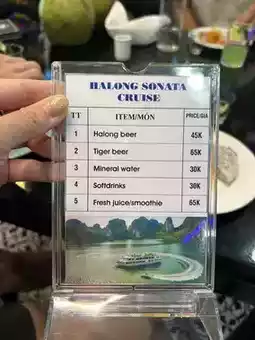 HALONG SONATA
CRUISE
TT ITEM/MÓN PRICE/GIÁ
1 Halong beer 45K
2 Tiger beer 65K
3 Mineral water 30K
4 Softdrinks 30K
5 Fresh juice/smoothie 65K